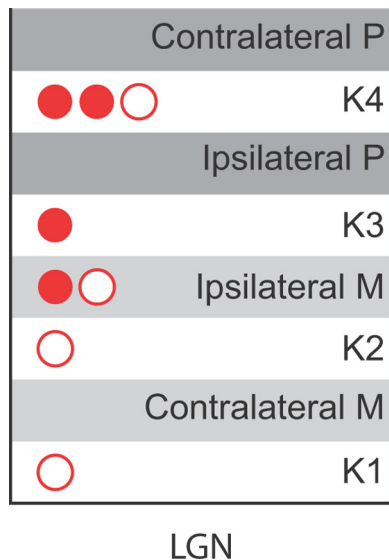 Contralateral P
K4
Ipsilateral P
K3
Ipsilateral M
K2
Contralateral M
K1
LGN